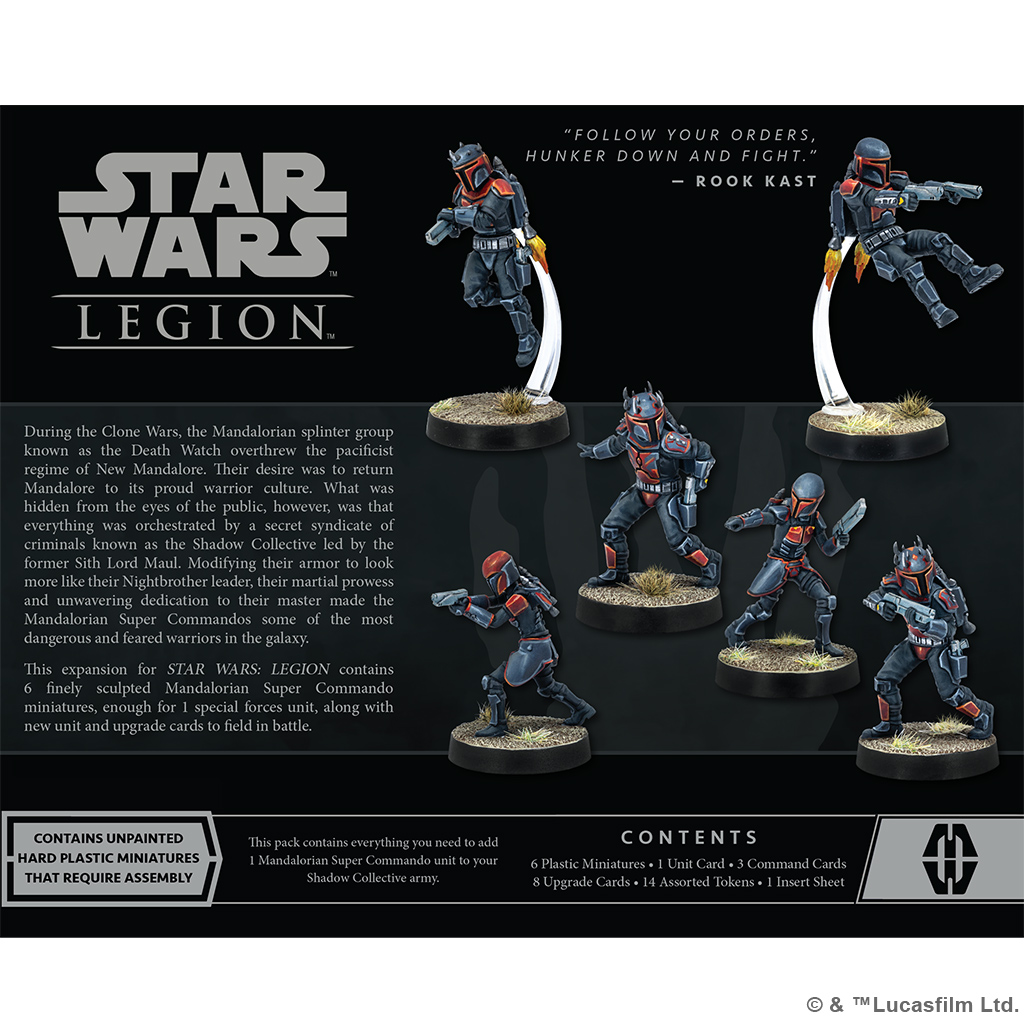 "FOLLOW YOUR ORDERS,
HUNKER DOWN AND FIGHT."
– ROOK KAST
STAR
WARS™
LEGION™
During the Clone Wars, the Mandalorian splinter group
known as the Death Watch overthrew the pacificist
regime of New Mandalore. Their desire was to return
Mandalore to its proud warrior culture. What was
hidden from the eyes of the public, however, was that
everything was orchestrated by a secret syndicate of
criminals known as the Shadow Collective led by the
former Sith Lord Maul. Modifying their armor to look
more like their Nightbrother leader, their martial prowess
and unwavering dedication to their master made the
Mandalorian Super Commandos some of the most
dangerous and feared warriors in the galaxy.
This expansion for STAR WARS: LEGION contains
6 finely sculpted Mandalorian Super Commando
miniatures, enough for 1 special forces unit, along with
new unit and upgrade cards to field in battle.
CONTAINS UNPAINTED
HARD PLASTIC MINIATURES
THAT REQUIRE ASSEMBLY
This pack contains everything you need to add
1 Mandalorian Super Commando unit to your
Shadow Collective army.
CONTENTS
6 Plastic Miniatures • 1 Unit Card • 3 Command Cards
8 Upgrade Cards • 14 Assorted Tokens • 1 Insert Sheet
© & ™Lucasfilm Ltd.